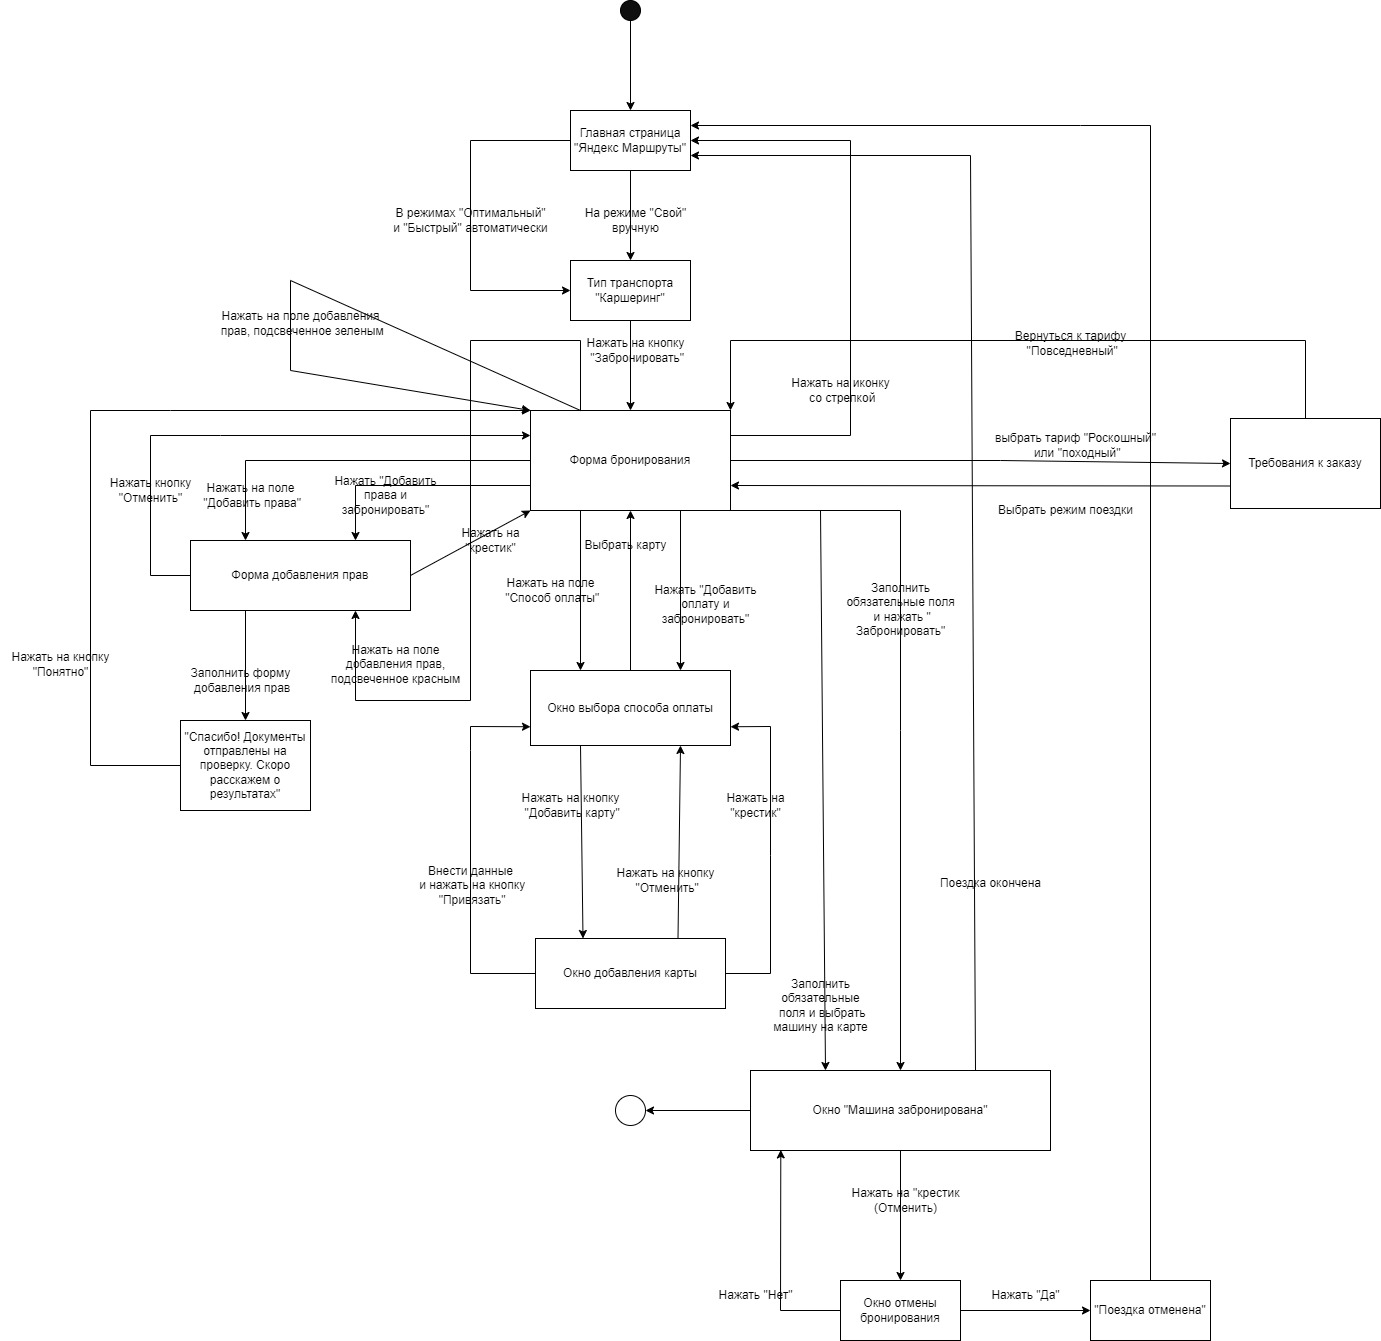 Главная страница
"Яндекс Маршруты"
В режимах "Оптимальный"
и "Быстрый" автоматически
На режиме "Свой"
вручную
Тип транспорта
"Каршеринг"
Нажать на поле добавления
прав, подсвеченное зеленым
Нажать на кнопку
"Забронировать"
Вернуться к тарифу
"Повседневный"
Нажать на иконку
со стрелкой
Форма бронирования
выбрать тариф "Роскошный"
или "походный"
Требования к заказу
Нажать кнопку
"Отменить"
Нажать на поле
"Добавить права"
Нажать "Добавить
права и
забронировать"
Выбрать режим поездки
Нажать на
"крестик"
Выбрать карту
Форма добавления прав
Нажать на поле
"Способ оплаты"
Нажать "Добавить
оплату и
забронировать"
Заполнить
обязательные поля
и нажать "
Забронировать"
Нажать на кнопку
"Понятно"
Заполнить форму
добавления прав
Нажать на поле
добавления прав,
подсвеченное красным
Окно выбора способа оплаты
"Спасибо! Документы
отправлены на
проверку. Скоро
расскажем о
результатах"
Нажать на кнопку
"Добавить карту"
Нажать на
"крестик"
Внести данные
и нажать на кнопку
"Привязать"
Нажать на кнопку
"Отменить"
Поездка окончена
Окно добавления карты
Заполнить
обязательные
поля и выбрать
машину на карте
Окно "Машина забронирована"
Нажать на "крестик
(Отменить)
Нажать "Нет"
Окно отмены
бронирования
Нажать "Да"
"Поездка отменена"